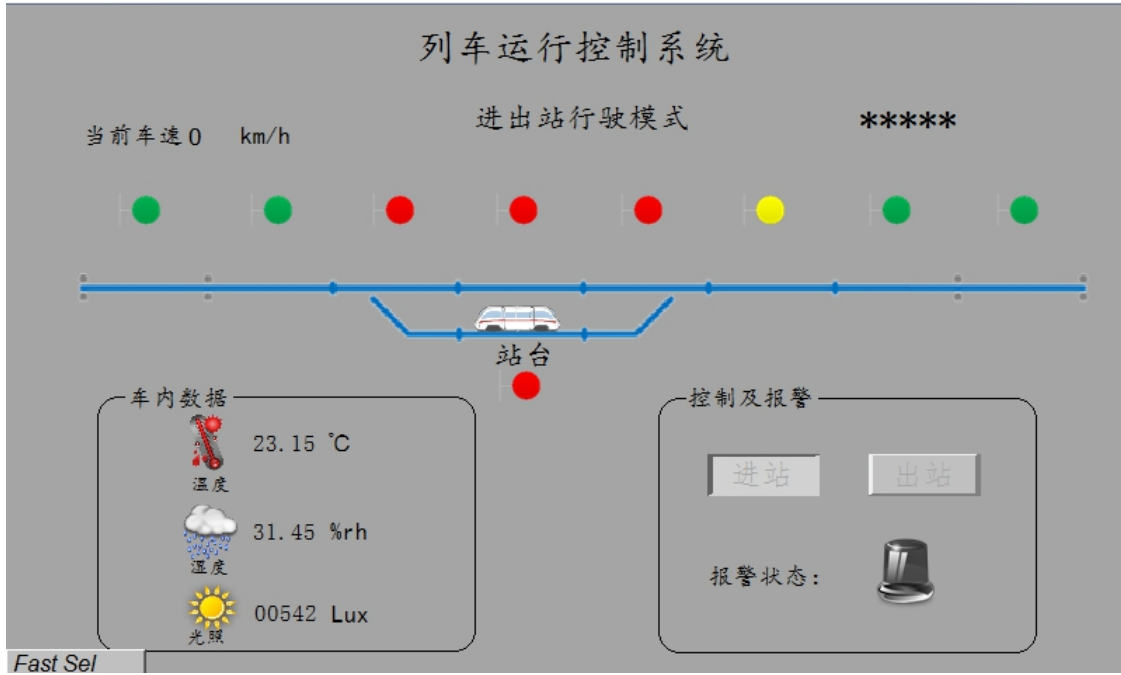 列车运行控制系统
进出站行驶模式 *****
当前车速0 km/h
站台
车内数据
23.15 ℃
温度
31.45 %rh
湿度
00542 Lux
光照
控制及报警
进站 出站
报警状态:
Fast Sel